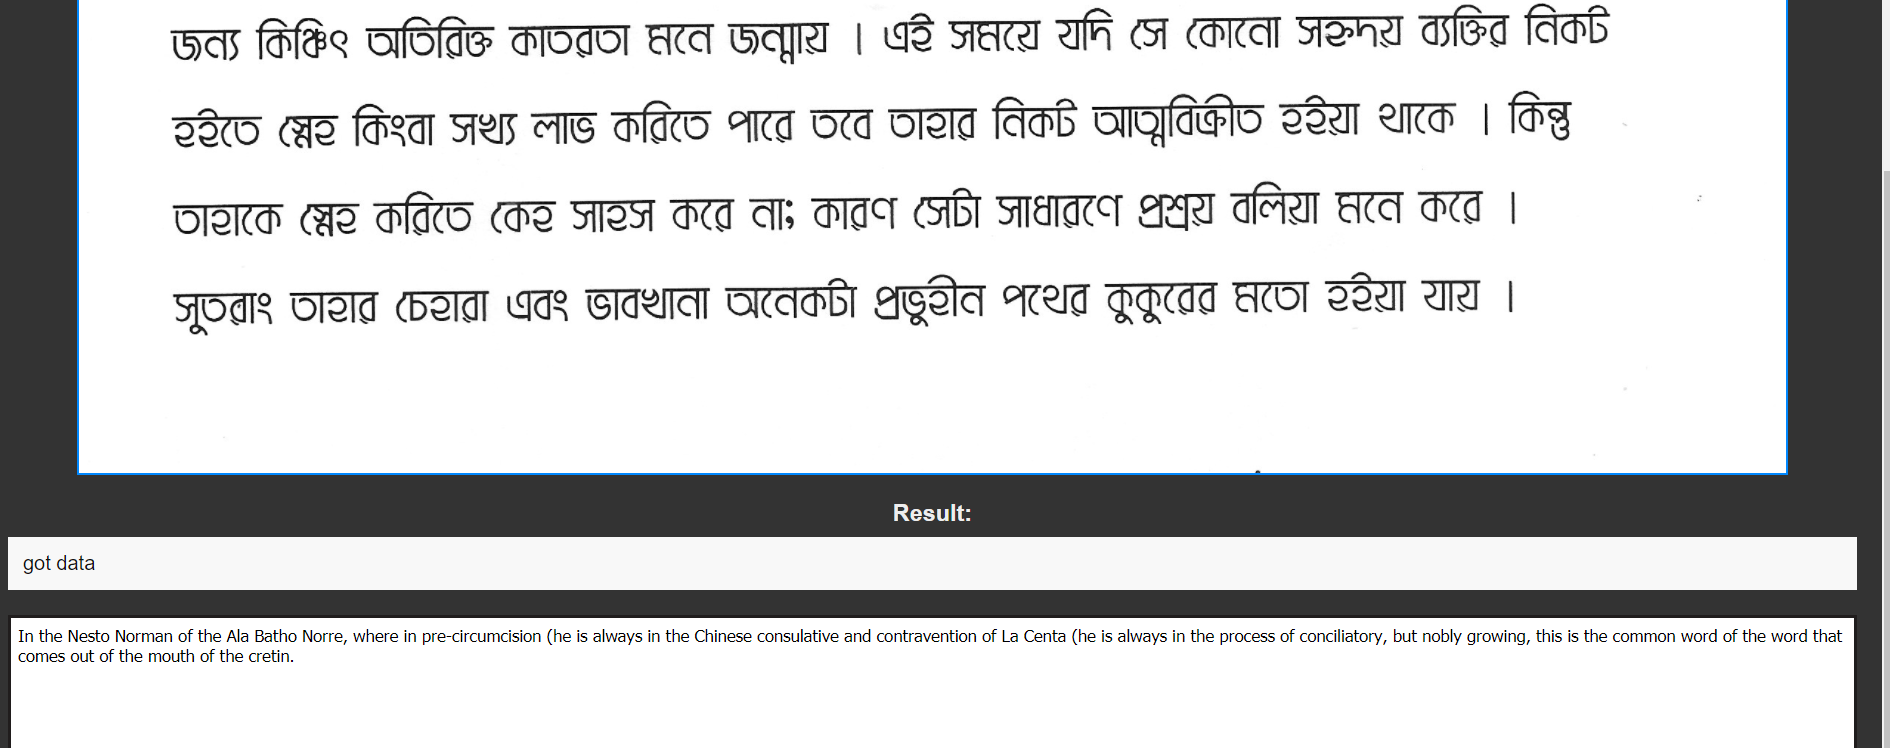 জন্য কিঞ্চিৎ অতিরিক্ত কাতরতা মনে জন্মায় । এই সময়ে যদি সে কোনো সহৃদয় ব্যক্তির নিকট
হইতে স্নেহ কিংবা সখ্য লাভ করিতে পারে তবে তাহার নিকট আত্মবিক্রীত হইয়া থাকে । কিন্তু
তাহাকে স্নেহ করিতে কেহ সাহস করে না; কারণ সেটা সাধারণে প্রশ্রয় বলিয়া মনে করে ।
সুতরাং তাহার চেহারা এবং ভাবখানা অনেকটা প্রভুহীন পথের কুকুরের মতো হইয়া যায় ।
Result:
got data
In the Nesto Norman of the Ala Batho Norre, where in pre-circumcision (he is always in the Chinese consulative and contravention of La Centa (he is always in the process of conciliatory, but nobly growing, this is the common word of the word that
comes out of the mouth of the cretin.